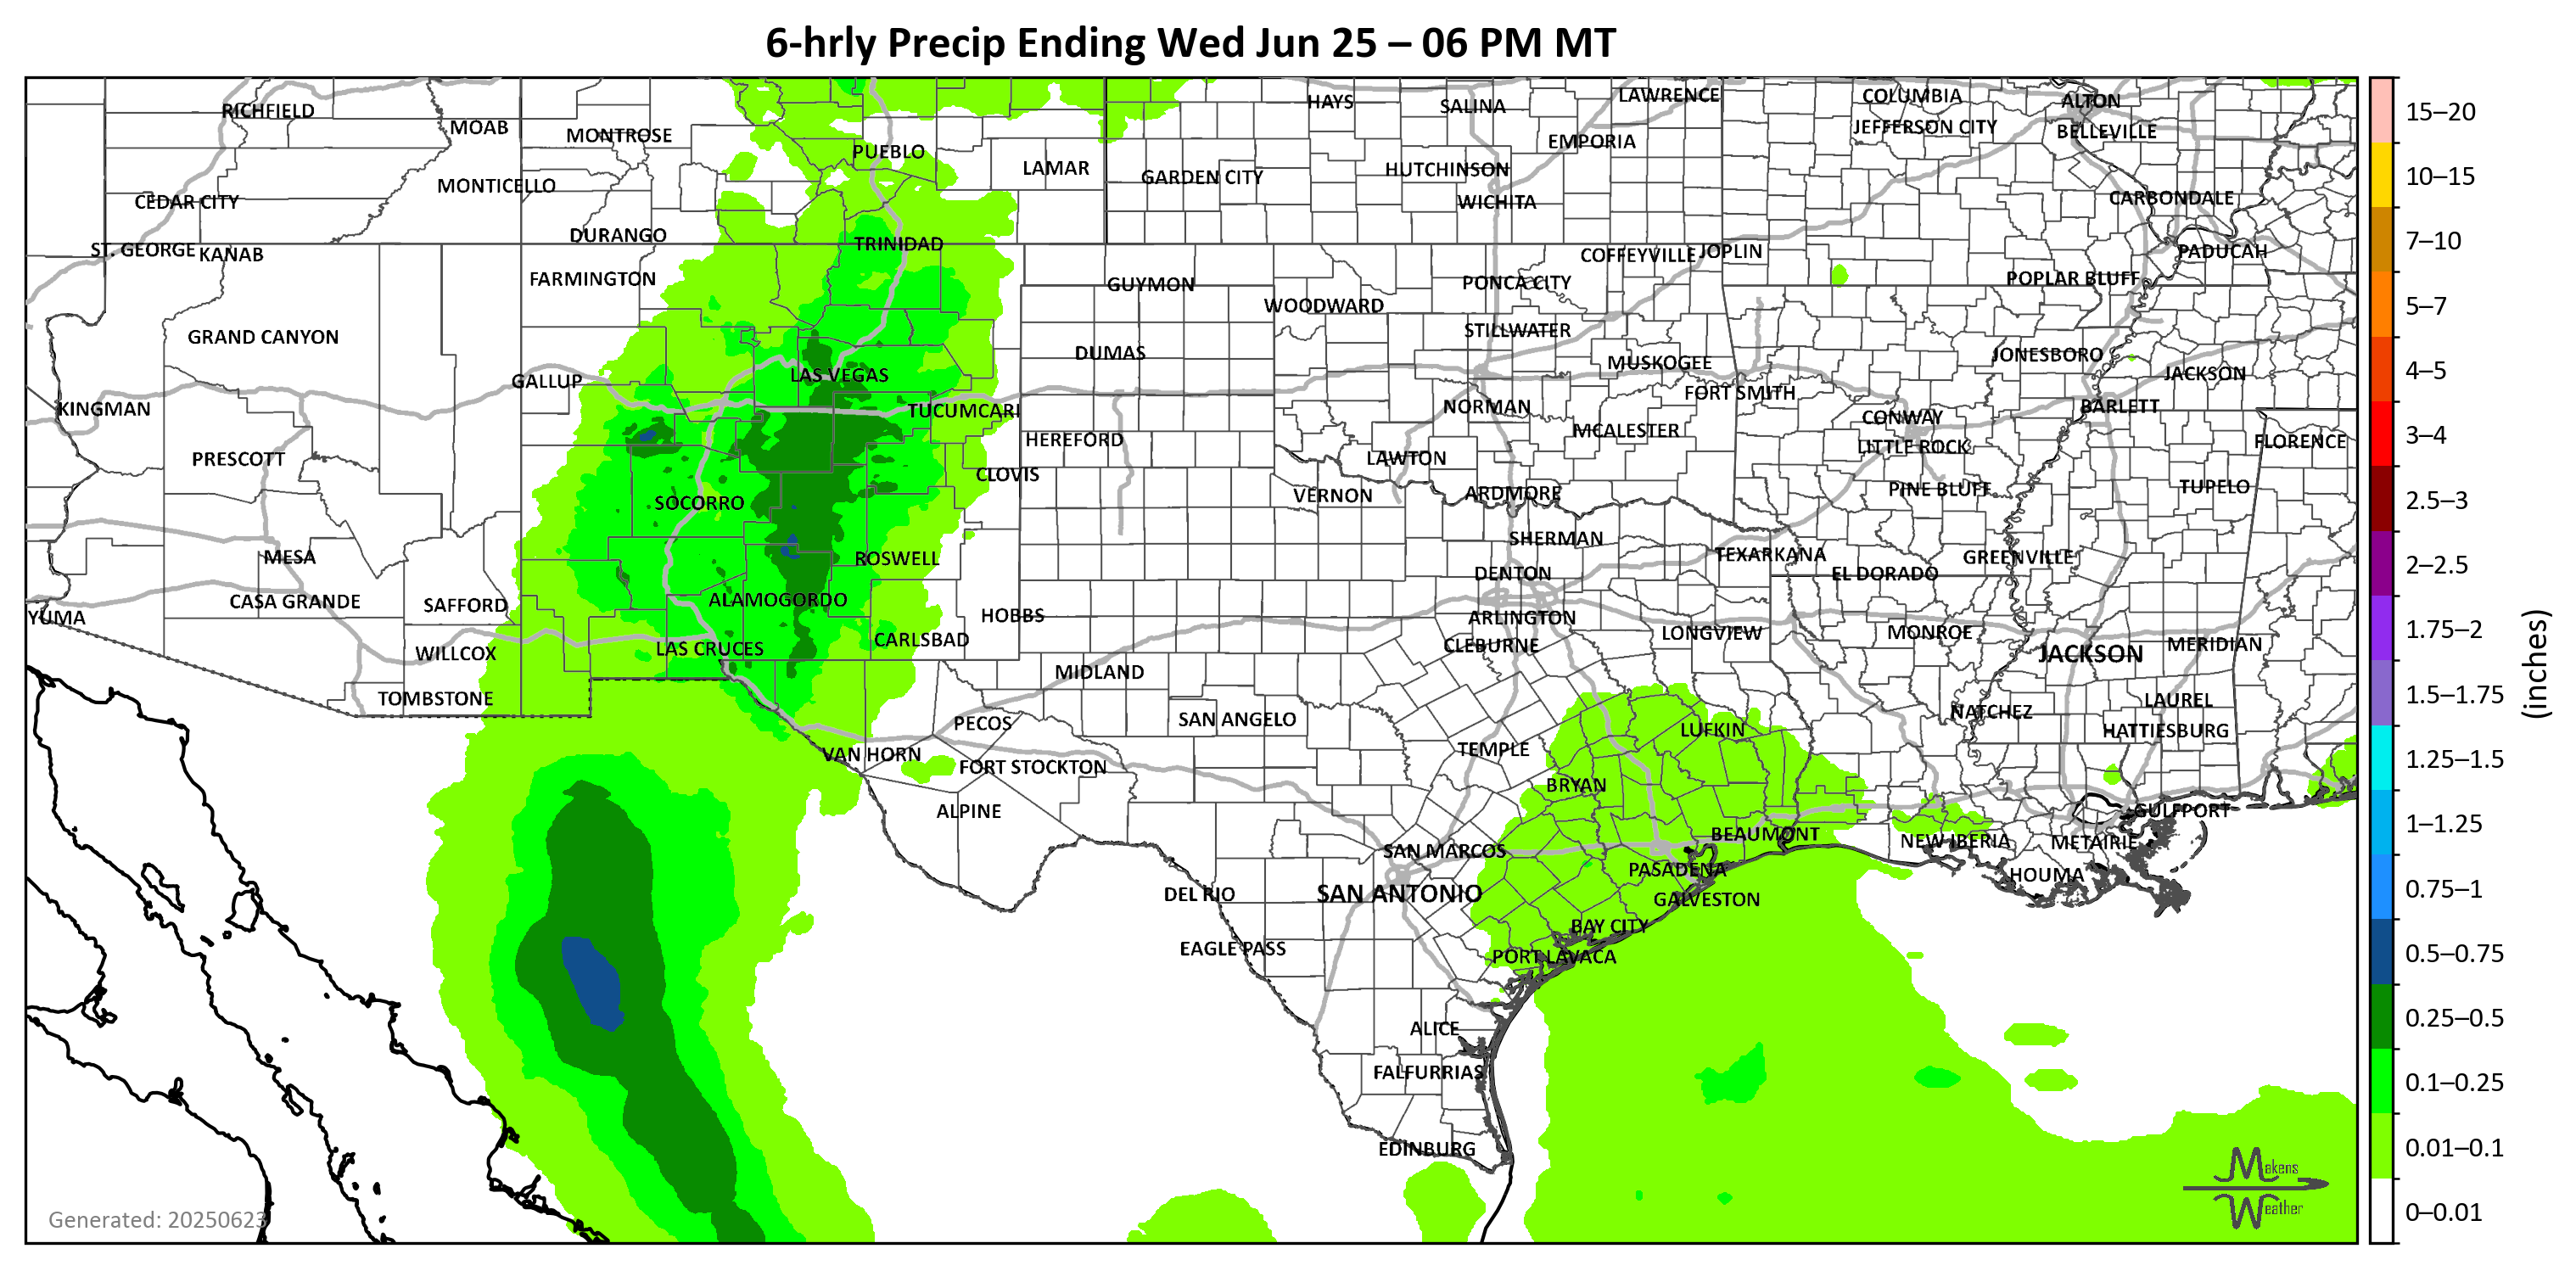 6-hrly Precip Ending Wed Jun 25 – 06 PM MT
RICHFIELD
MOAB
MONTROSE
PUEBLO
LAMAR
HAYS
SALINA
LAWRENCE
COLUMBIA
ALTON
JEFFERSON CITY
BELLEVILLE
EMPORIA
HUTCHINSON
GARDEN CITY
WICHITA
MONTICELLO
CEDAR CITY
CARBONDALE
DURANGO
TRINIDAD
ST. GEORGE
KANAB
FARMINGTON
GUYMON
COFFEYVILLE
JOPLIN
PADUCAH
POPLAR BLUFF
PONCA CITY
WOODWARD
STILLWATER
GRAND CANYON
DUMAS
MUSKOGEE
JONESBORO
JACKSON
GALLUP
LAS VEGAS
FORT SMITH
KINGMAN
TUCUMCARI
NORMAN
CONWAY
BARLETT
HEREFORD
MCALESTER
LITTLE ROCK
FLORENCE
PRESCOTT
CLOVIS
LAWTON
VERNON
ARDMORE
PINE BLUFF
TUPELO
SOCORRO
SHERMAN
MESA
ROSWELL
TEXARKANA
GREENVILLE
DENTON
EL DORADO
CASA GRANDE
SAFFORD
ALAMOGORDO
HOBBS
ARLINGTON
YUMA
CARLSBAD
CLEBURNE
LONGVIEW
MONROE
JACKSON
MERIDIAN
WILLCOX
LAS CRUCES
MIDLAND
TOMBSTONE
PECOS
SAN ANGELO
LUFKIN
NATCHEZ
LAUREL
HATTIESBURG
VAN HORN
FORT STOCKTON
TEMPLE
BRYAN
ALPINE
BEAUMONT
GULFPORT
NEW IBERIA
METAIRIE
SAN MARCOS
PASADENA
HOUMA
DEL RIO
SAN ANTONIO
GALVESTON
BAY CITY
EAGLE PASS
PORT LAVACA
ALICE
FALFURRIAS
EDINBURG
Generated: 20250623
Makens
Weather
15–20
10–15
7–10
5–7
4–5
3–4
2.5–3
2–2.5
1.75–2
1.5–1.75
1.25–1.5
1–1.25
0.75–1
0.5–0.75
0.25–0.5
0.1–0.25
0.01–0.1
0–0.01
(inches)